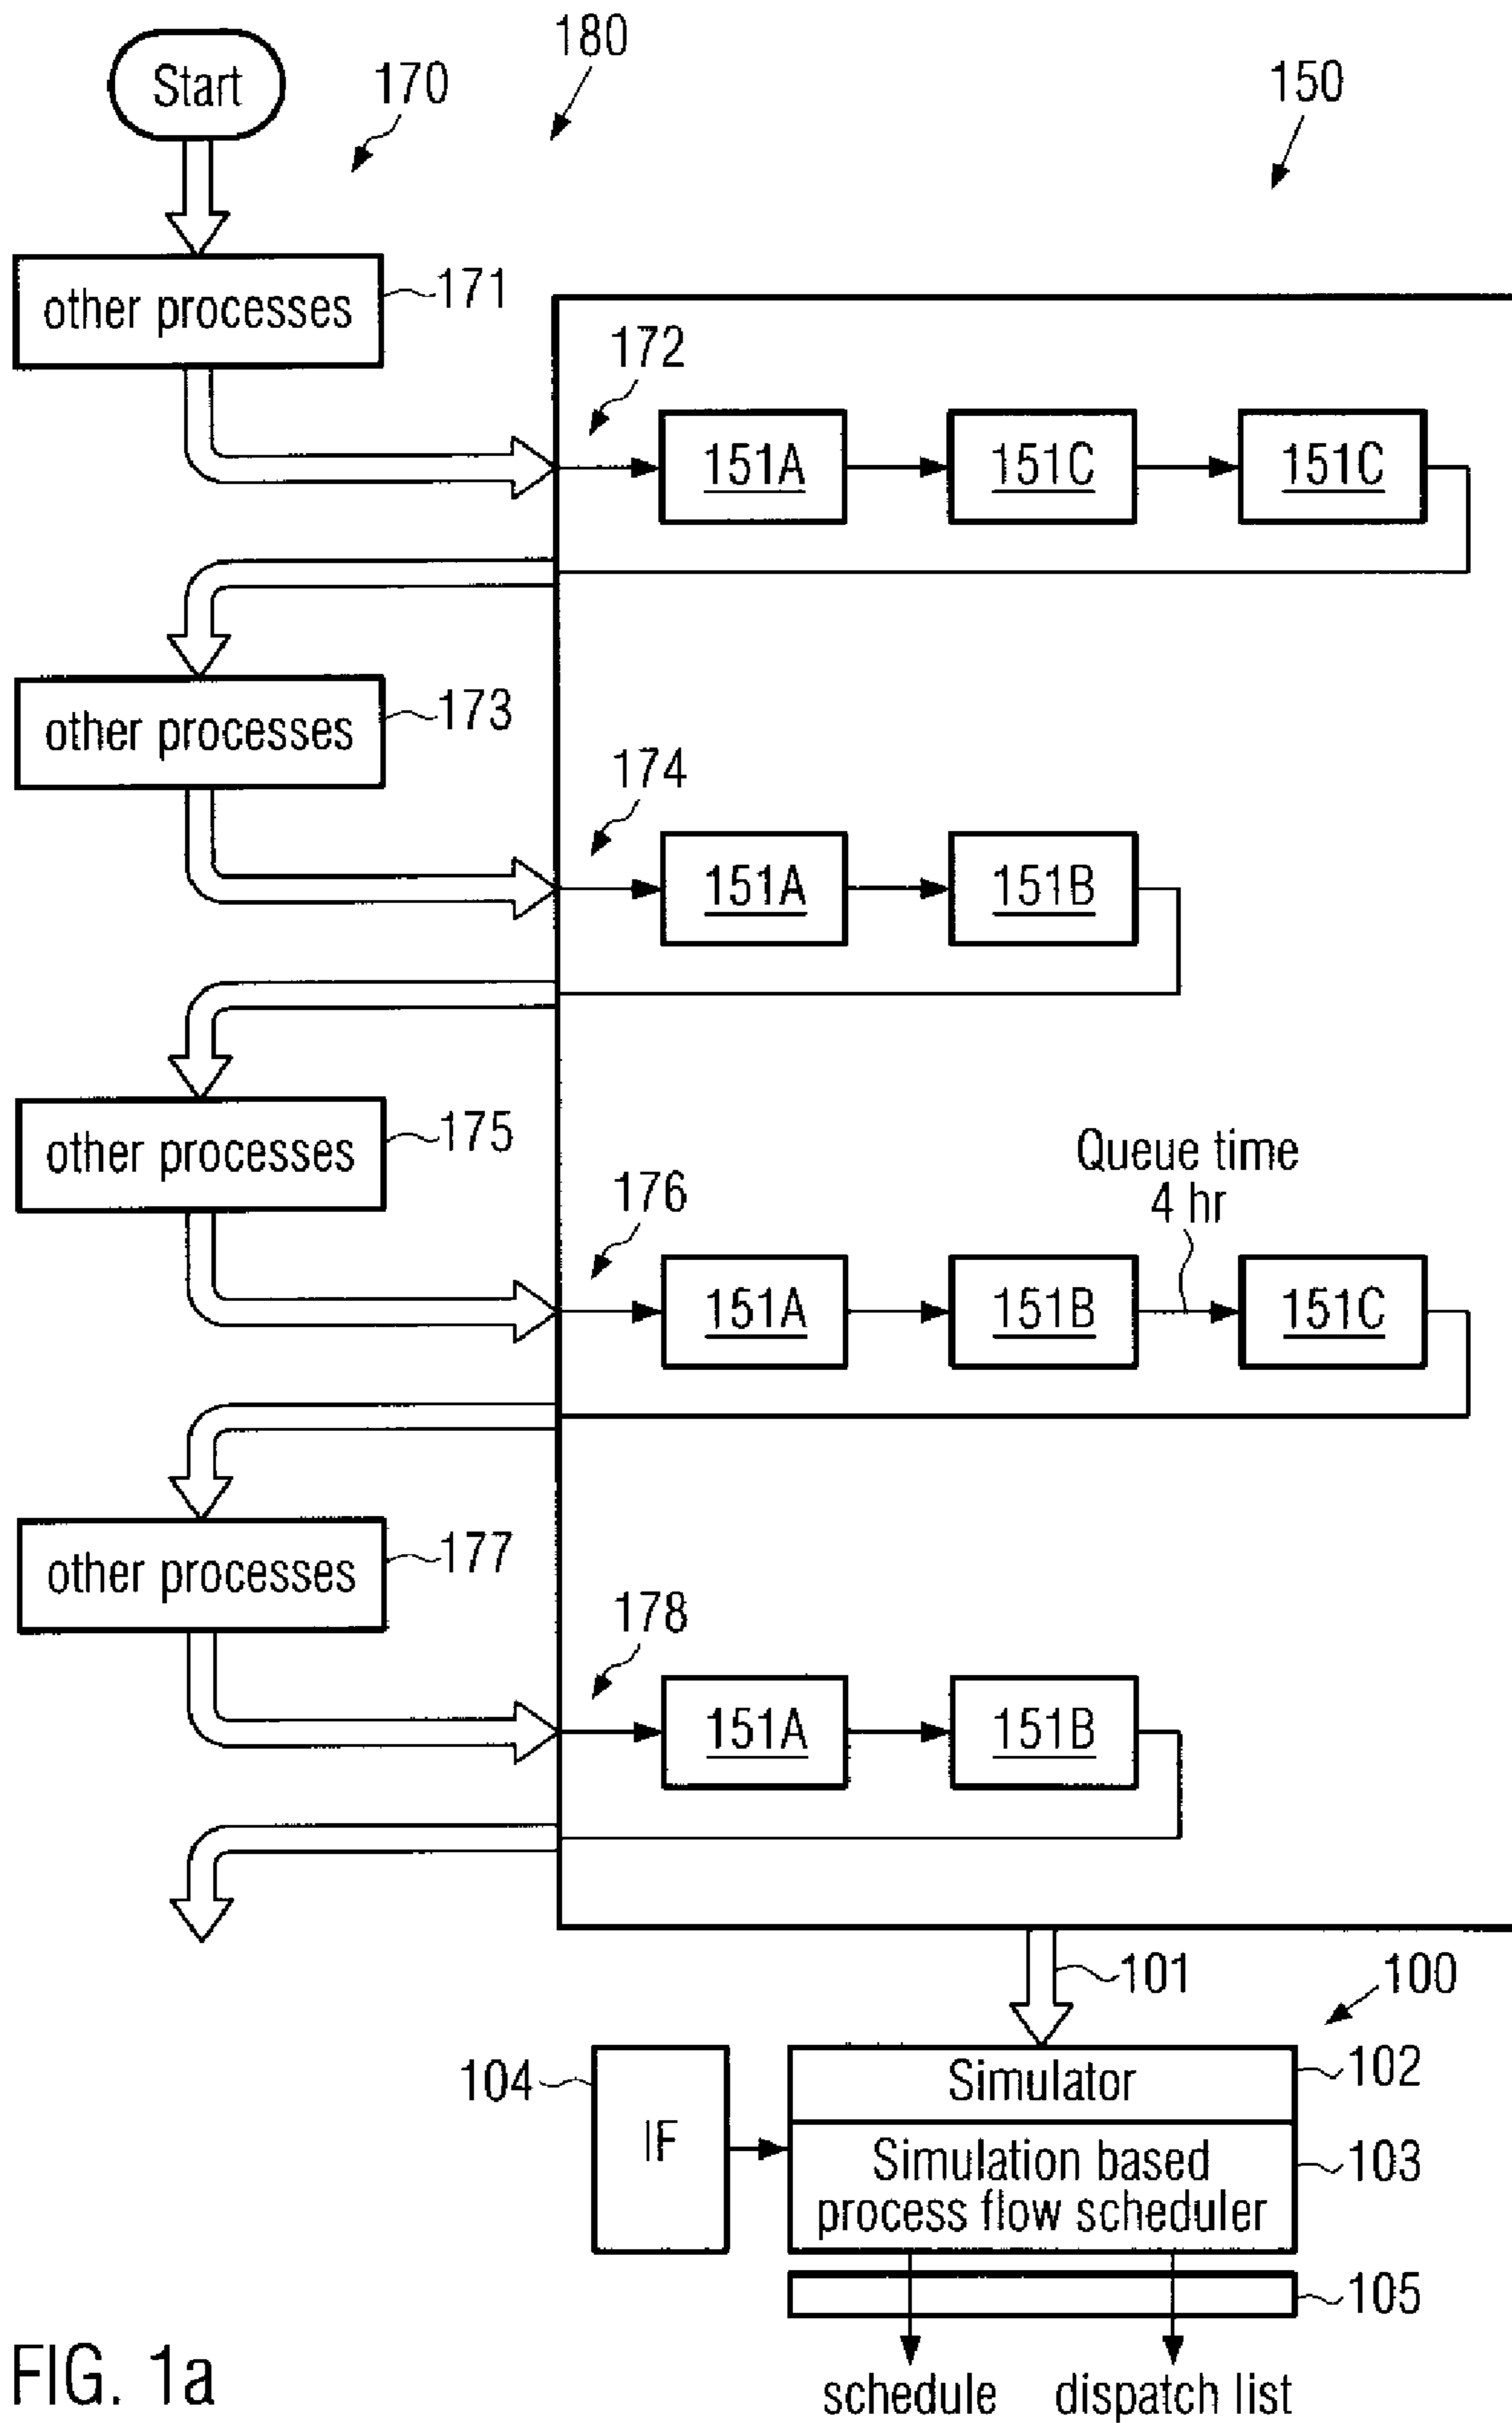 Start
170
180
150
other processes
171
172
151A
151C
151C
other processes
173
174
151A
151B
other processes
175
Queue time
4 hr
176
151A
151B
151C
other processes
177
178
151A
151B
101
100
104
IF
Simulator
102
Simulation based
process flow scheduler
103
105
schedule
dispatch list
FIG. 1a